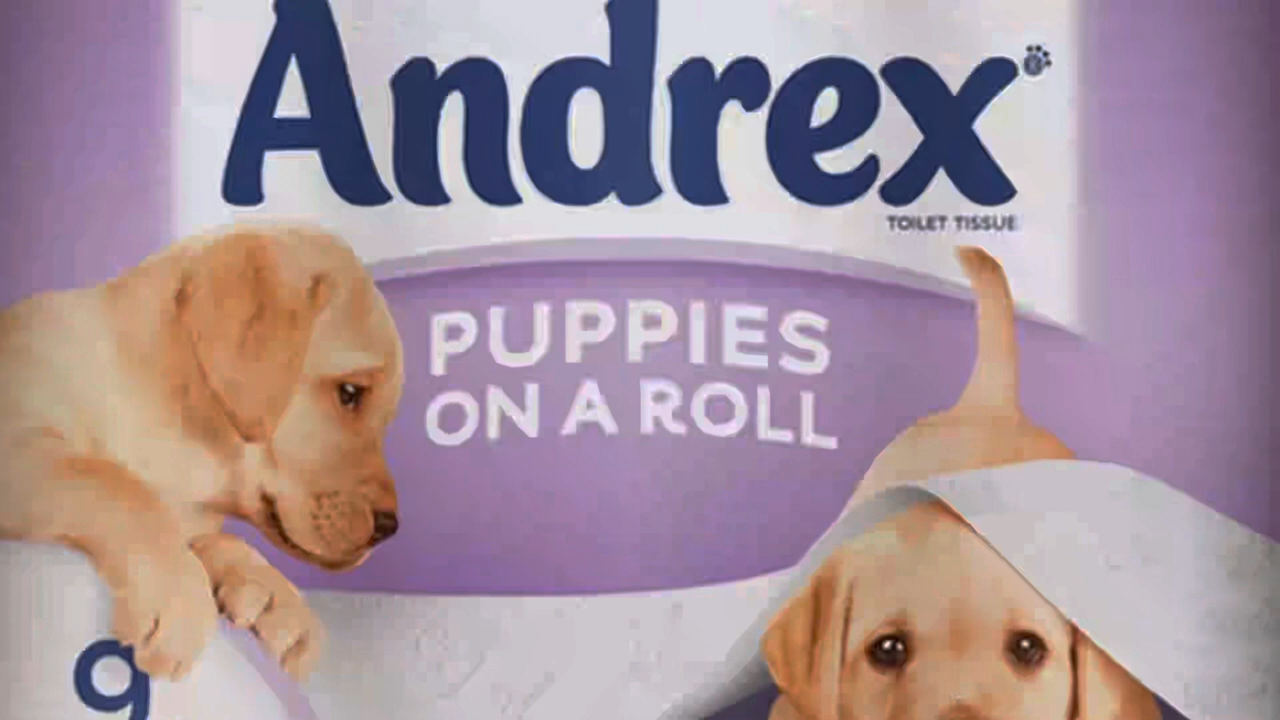 Andrex
TOILET TISSUE
PUPPIES
ON A ROLL
9